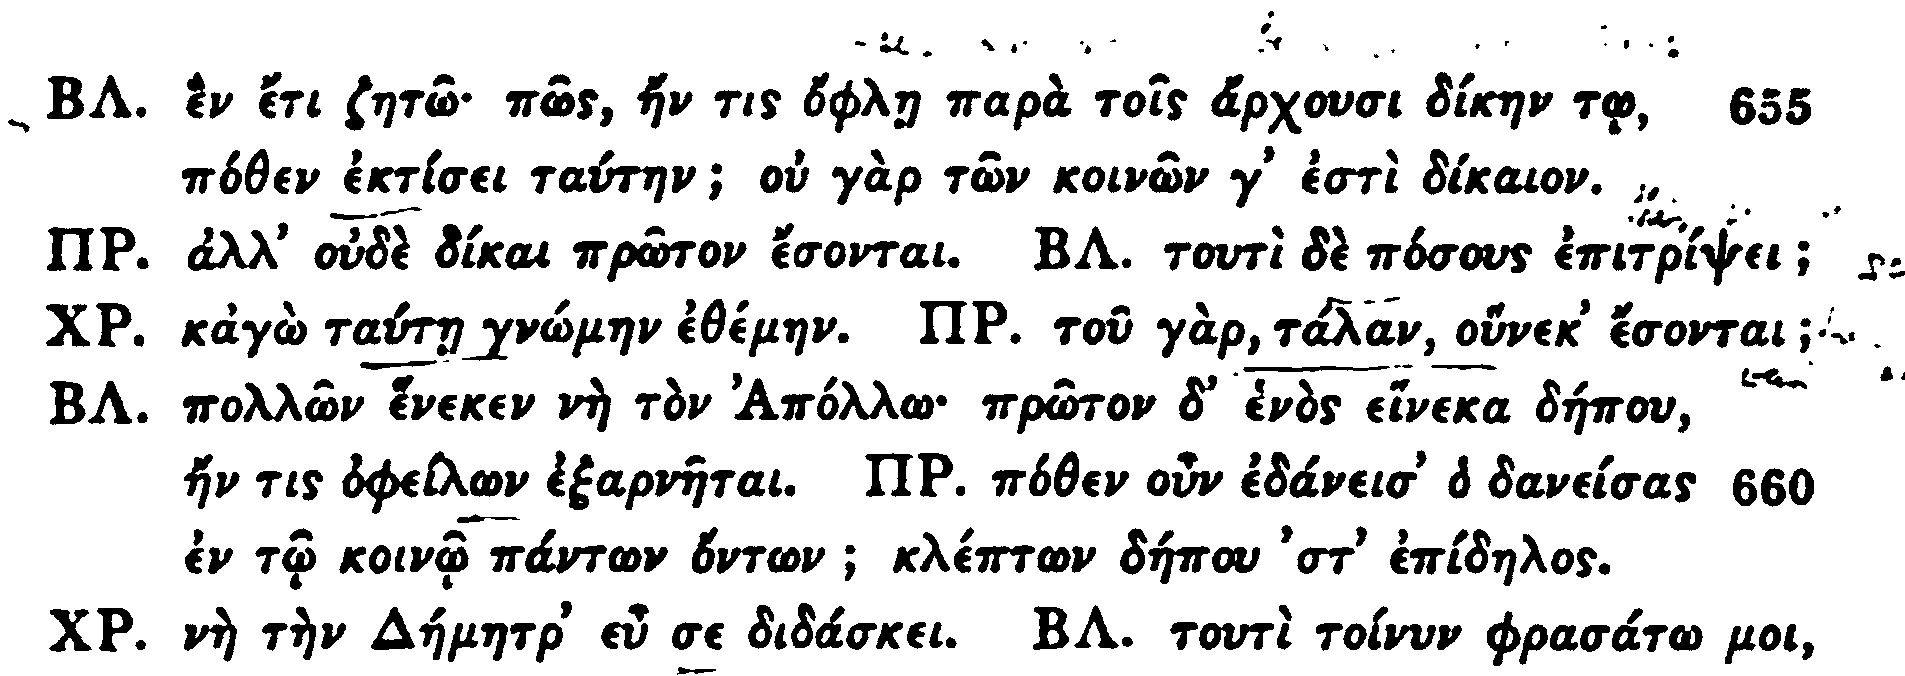 ΒΛ. ἓν ἔτι ζητῶ· πῶς, ἤν τις ὄφλῃ παρὰ τοῖς ἄρχουσι δίκην τῳ, 655
πόθεν ἐκτίσει ταύτην; οὐ γὰρ τῶν κοινῶν γ’ ἐστὶ δίκαιον.
ΠΡ. ἀλλ’ οὐδὲ δίκαι πρῶτον ἔσονται. ΒΛ. τουτὶ δὲ πόσους ἐπιτρίψει;
ΧΡ. κἀγὼ ταύτῃ γνώμην ἐθέμην. ΠΡ. τοῦ γὰρ, τάλαν, οὕνεκ’ ἔσονται;
ΒΛ. πολλῶν ἕνεκεν νὴ τὸν Ἀπόλλω· πρῶτον δ’ ἑνὸς εἵνεκα δήπου,
ἤν τις ὀφείλων ἐξαρνῆται. ΠΡ. πόθεν οὖν ἐδάνεισ’ ὁ δανείσας 660
ἐν τῷ κοινῷ πάντων ὄντων; κλέπτων δήπου ’στ’ ἐπίδηλος.
ΧΡ. νὴ τὴν Δήμητρ’ εὖ σε διδάσκει. ΒΛ. τουτὶ τοίνυν φρασάτω μοι,